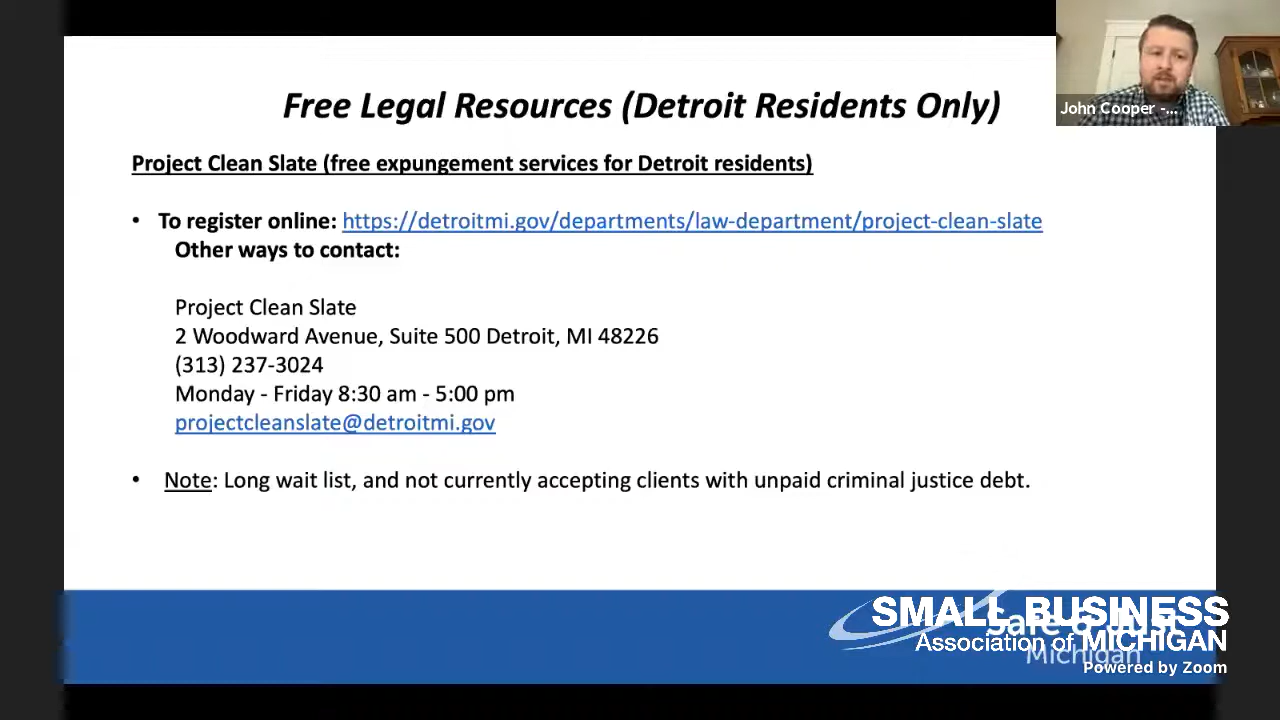 Free Legal Resources (Detroit Residents Only)
John Cooper -...
Project Clean Slate (free expungement services for Detroit residents)
• To register online: https://detroitmi.gov/departments/law-department/project-clean-slate
Other ways to contact:
Project Clean Slate
2 Woodward Avenue, Suite 500 Detroit, MI 48226
(313) 237-3024
Monday - Friday 8:30 am - 5:00 pm
projectcleanslate@detroitmi.gov
• Note: Long wait list, and not currently accepting clients with unpaid criminal justice debt.
SMALL BUSINESS
Safe & Just
Association of MICHIGAN
Michigan
Powered by Zoom